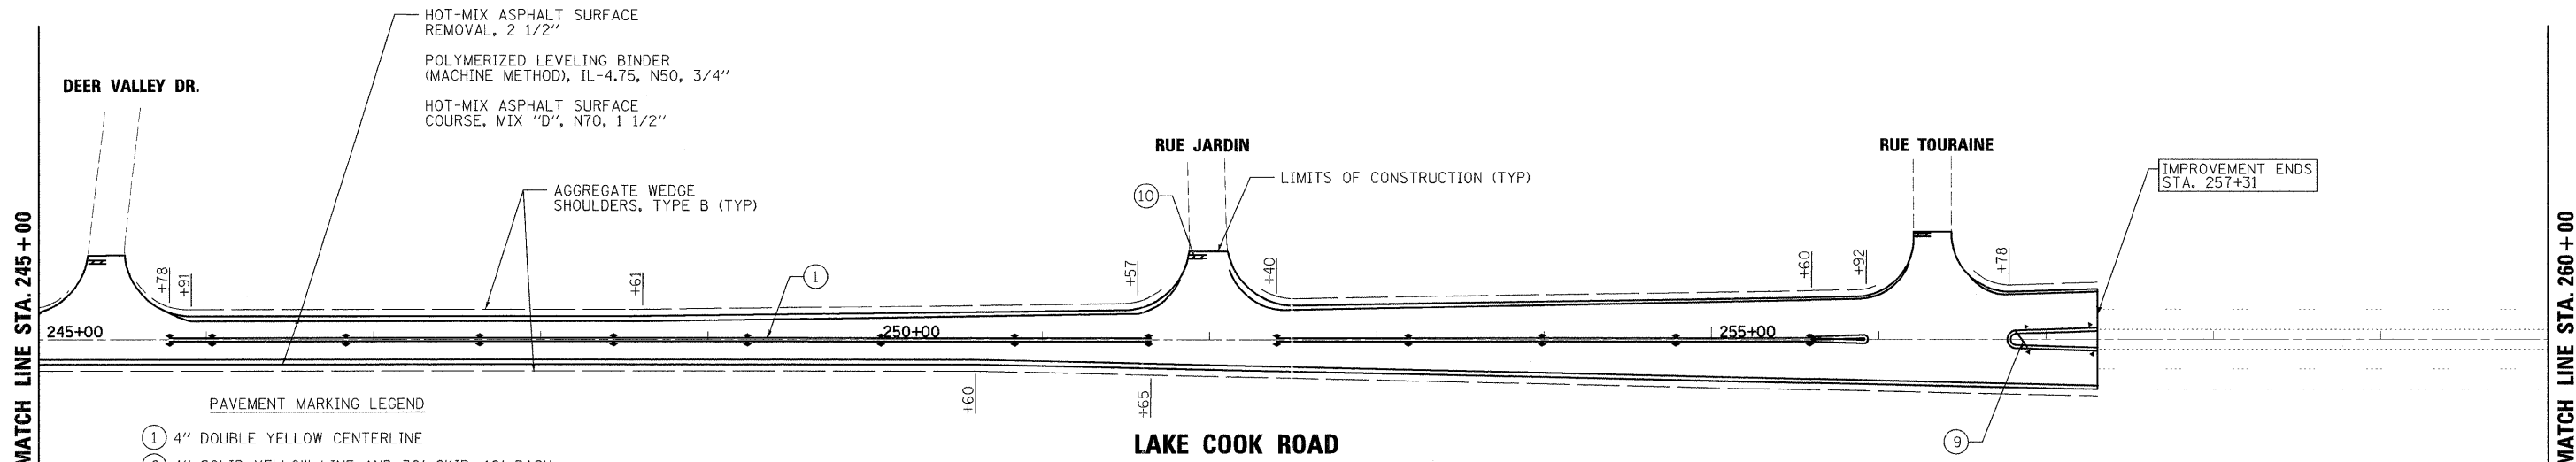 HOT-MIX ASPHALT SURFACE
REMOVAL, 2 1/2"
POLYMERIZED LEVELING BINDER
(MACHINE METHOD), IL-4.75, N50, 3/4"
HOT-MIX ASPHALT SURFACE
COURSE, MIX "D", N70, 1 1/2"
DEER VALLEY DR.
RUE JARDIN
RUE TOURAINE
IMPROVEMENT ENDS
STA. 257+31
LIMITS OF CONSTRUCTION (TYP)
AGGREGATE WEDGE
SHOULDERS, TYPE B (TYP)
10
1
MATCH LINE STA. 245+00
MATCH LINE STA. 260+00
+78
+91
+61
+57
+40
+60
+92
+78
245+00
250+00
255+00
+60
+65
PAVEMENT MARKING LEGEND
1 4" DOUBLE YELLOW CENTERLINE
LAKE COOK ROAD
9